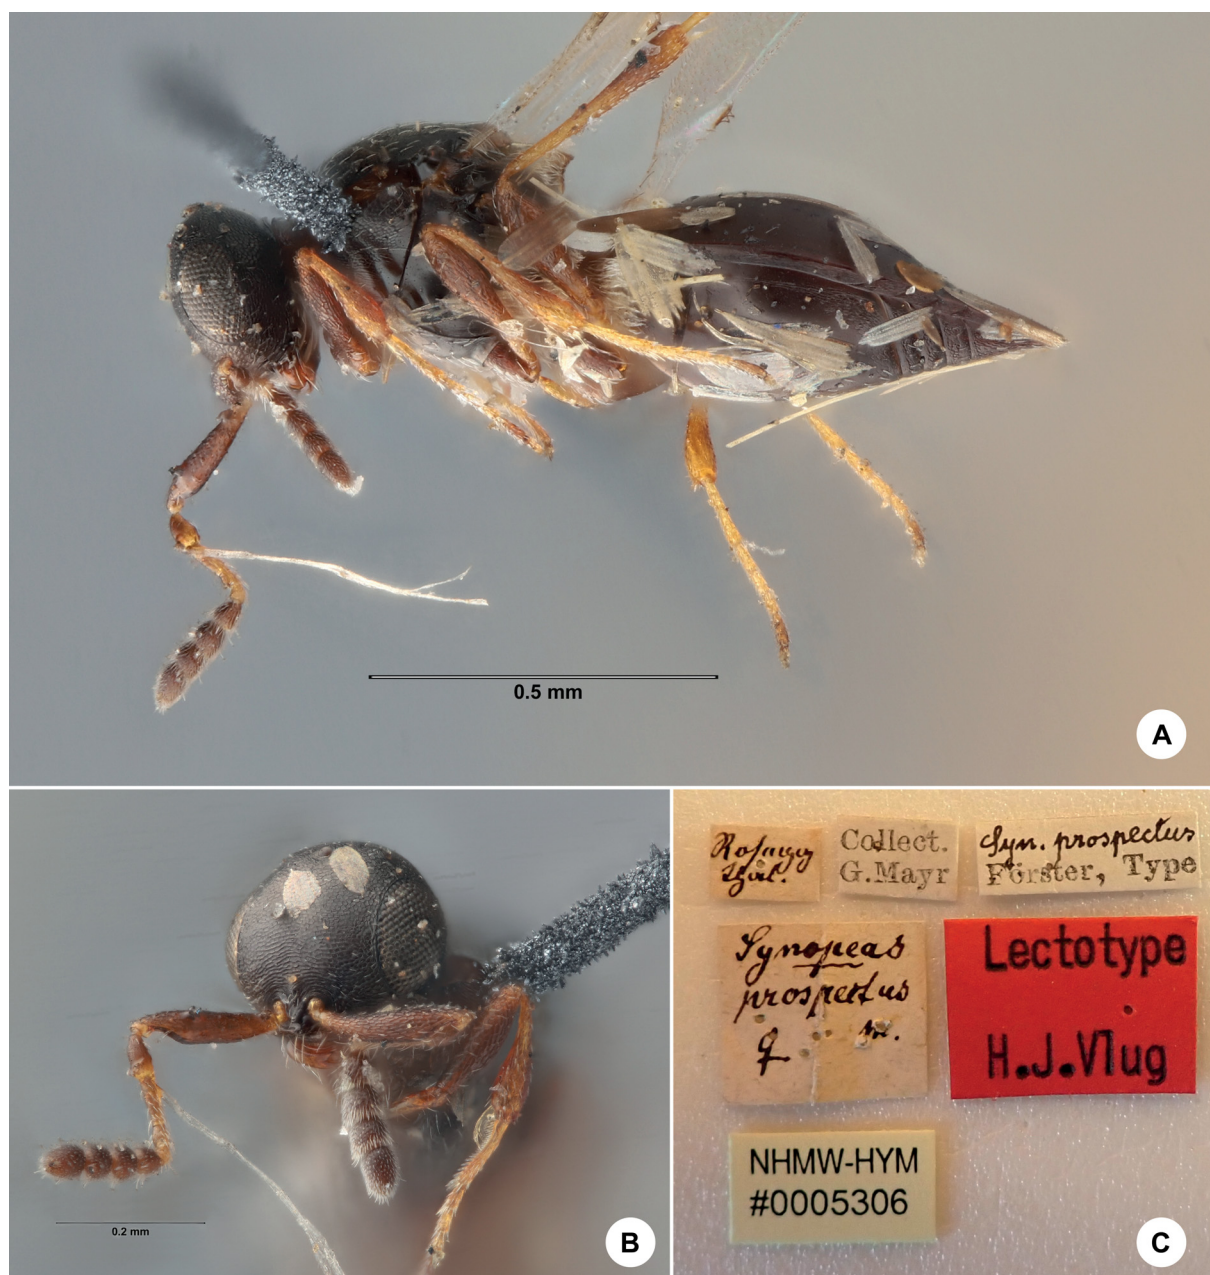 0.5 mm
A
0.2 mm
B
Collect.
G.Mayr
Syn. prospectus
Förster, Type
Synopeas
prospectus
m.
Lectotype
H.J.Vlug
NHMW-HYM
#0005306
C